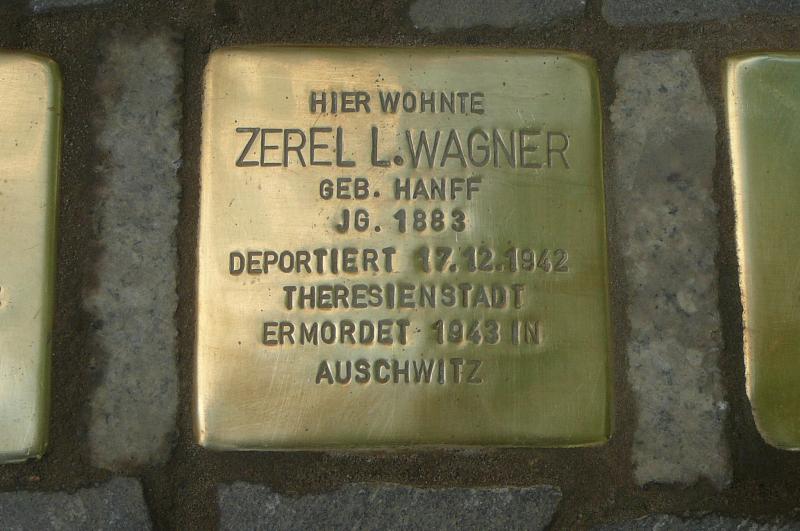 HIER WOHNTE
ZEREL L. WAGNER
GEB. HANFF
JG. 1883
DEPORTIERT 17.12.1942
THERESIENSTADT
ERMORDET 1943 IN
AUSCHWITZ